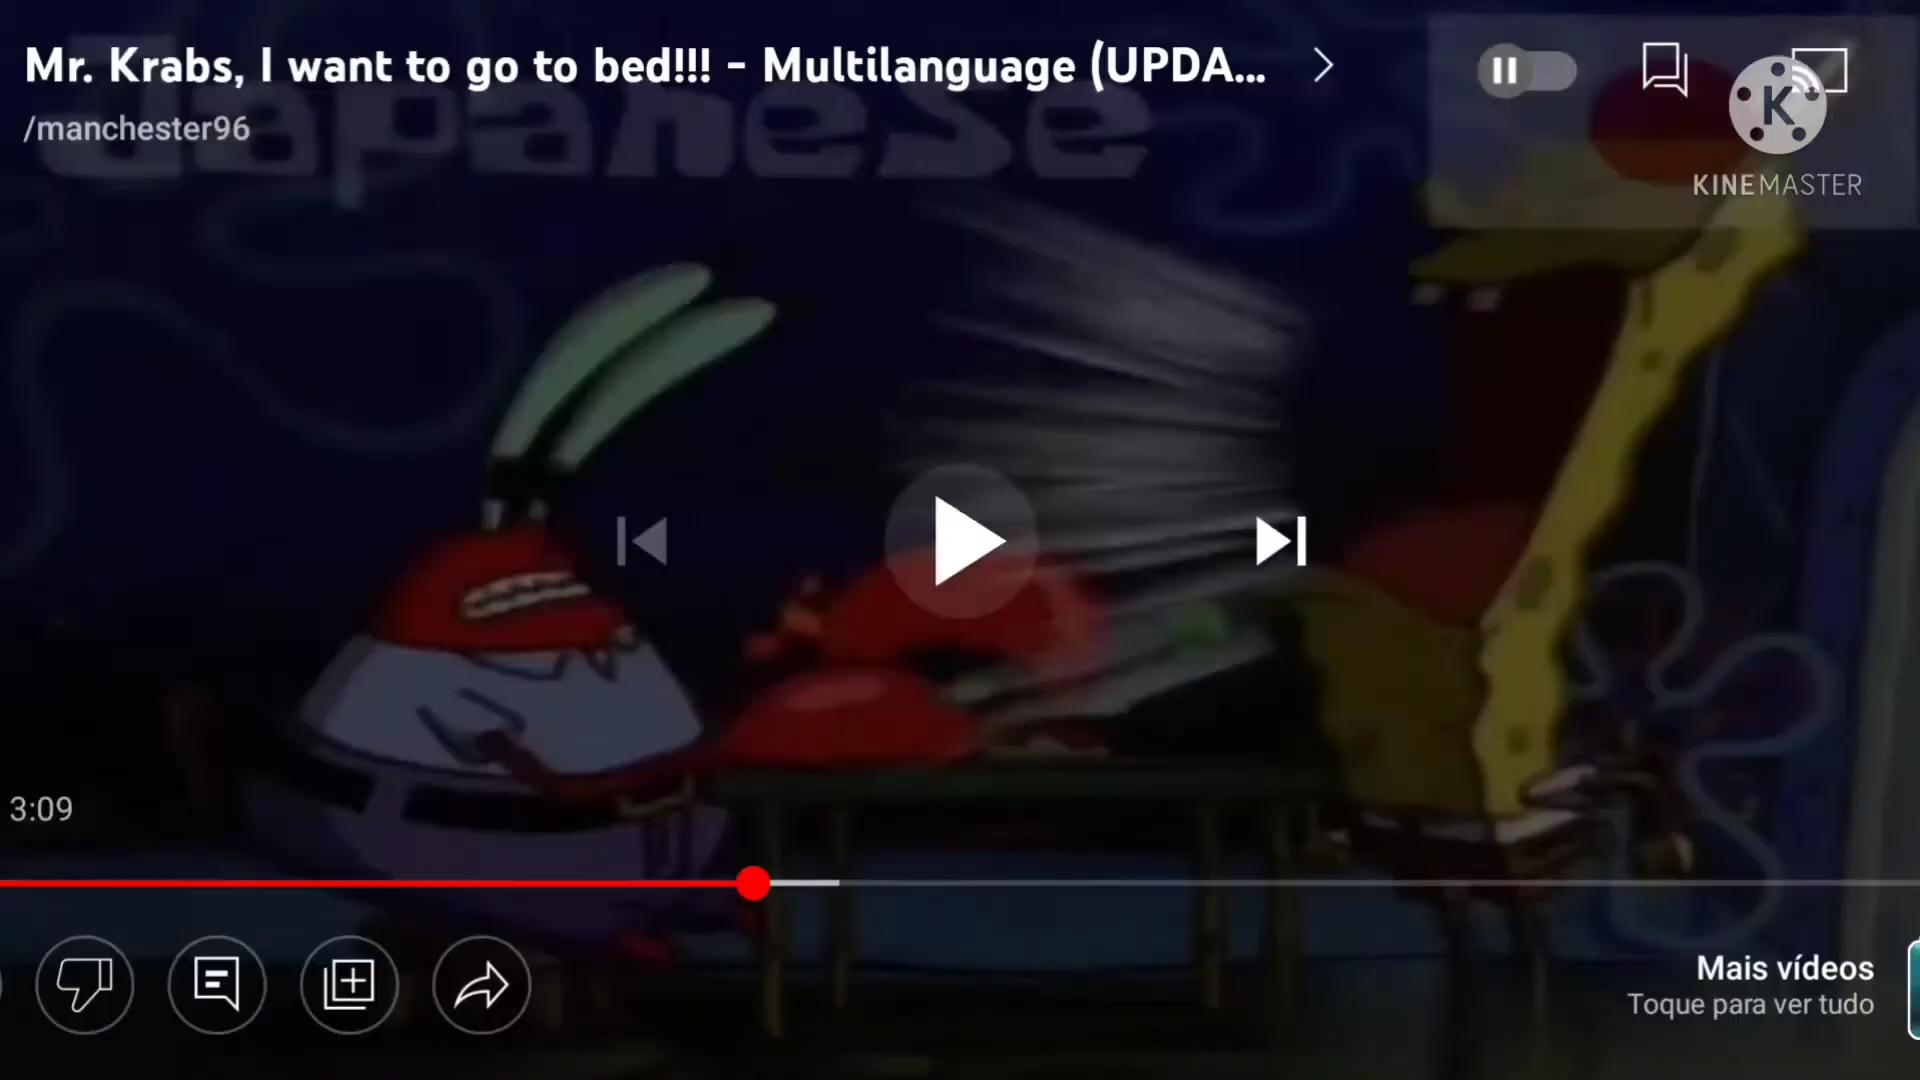 Mr. Krabs, I want to go to bed!!! - Multilanguage (UPDA...
/manchester96
Japanese
K
KINEMASTER
3:09
Mais vídeos
Toque para ver tudo